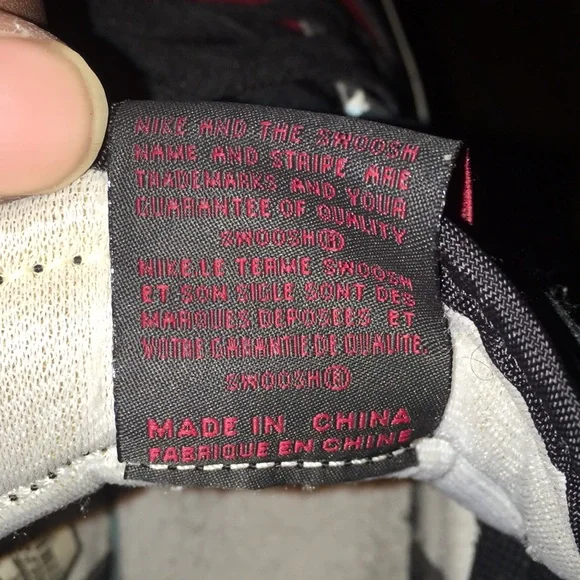 NIKE AND THE SWOOSH
NAME AND STRIPE ARE
TRADEMARKS AND YOUR
GUARANTEE OF QUALITY
SWOOSH®
NIKE.LE TERME SWOOSH
ET SON SIGLE SONT DES
MARQUES DEPOSEES ET
VOTRE GARANTIE DE QUALITE.
SWOOSH®
MADE IN CHINA
FABRIQUE EN CHINE